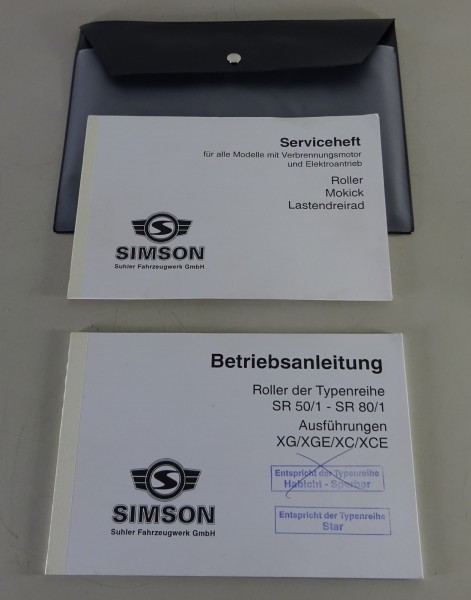 Serviceheft
für alle Modelle mit Verbrennungsmotor
und Elektroantrieb
Roller
Mokick
Lastendreirad
SIMSON
Suhler Fahrzeugwerk GmbH
Betriebsanleitung
Roller der Typenreihe
SR 50/1 - SR 80/1
Ausführungen
XG/XGE/XC/XCE
Entspricht der Typenreihe
Habicht - Sperber
Entspricht der Typenreihe
Star
SIMSON
Suhler Fahrzeugwerk GmbH